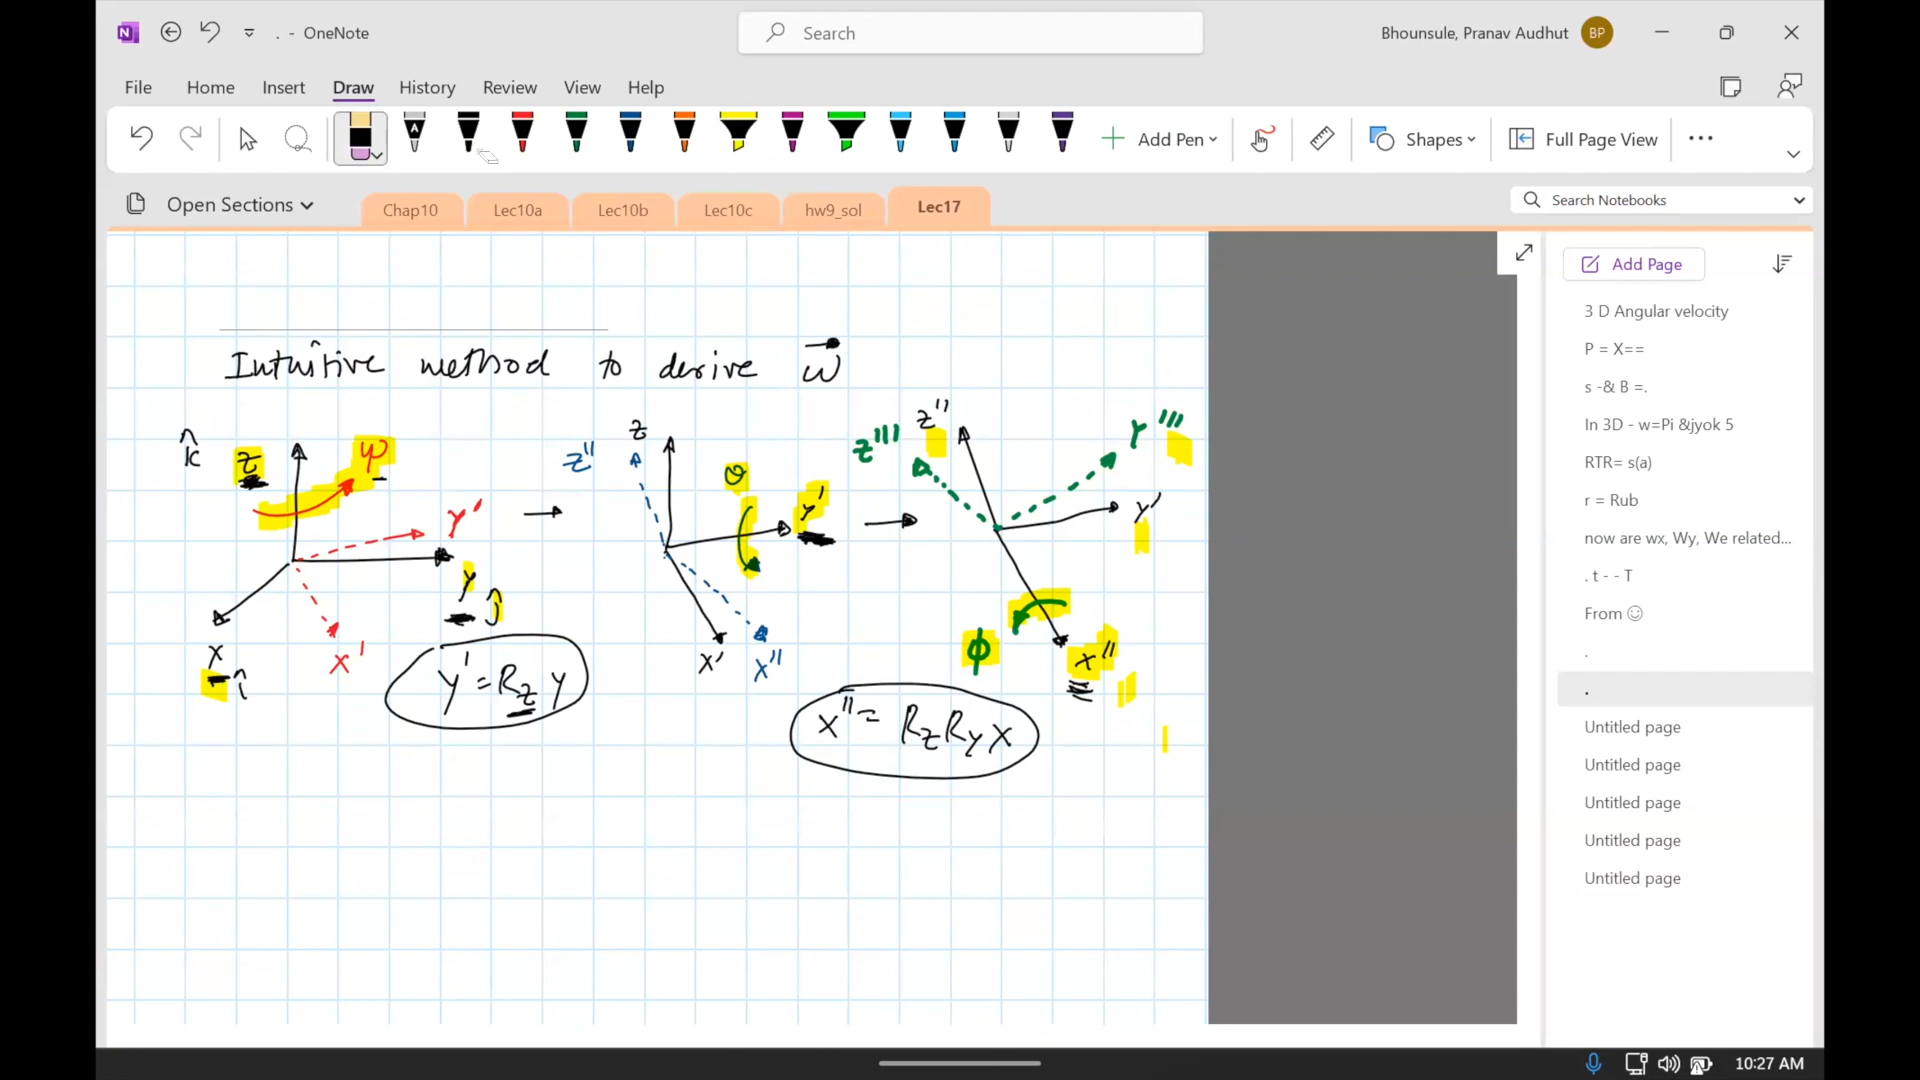 . - OneNote
Search
Bhounsule, Pranav Audhut
BP
File Home Insert Draw History Review View Help
A
Add Pen
Shapes
Full Page View
Open Sections
Chap10
Lec10a
Lec10b
Lec10c
hw9_sol
Lec17
Search Notebooks
Add Page
3 D Angular velocity
P = X==
s -& B =.
In 3D - w=Pi &jyok 5
RTR= s(a)
r = Rub
now are wx, Wy, We related...
. t - - T
From ☺
.
.
Untitled page
Untitled page
Untitled page
Untitled page
Untitled page
Intuitive method to derive ω⃗
k̂ z ψ y' y ĵ x î x'
z'' z θ y' x' x''
z''' z'' y''' y' ϕ x''
y' = Rz y
x'' = Rz Ry x
10:27 AM